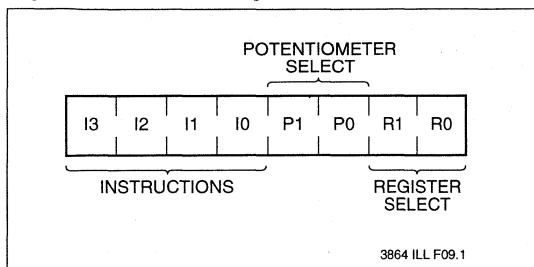 POTENTIOMETER
SELECT
I3 I2 I1 I0 P1 P0 R1 R0
INSTRUCTIONS
REGISTER
SELECT
3864 ILL F09.1